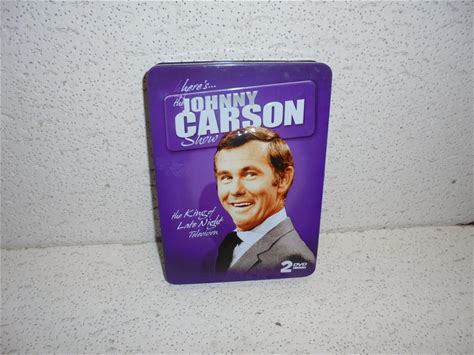 here's...
the JOHNNY
CARSON
Show
the King of
Late Night
Television
2 DVD